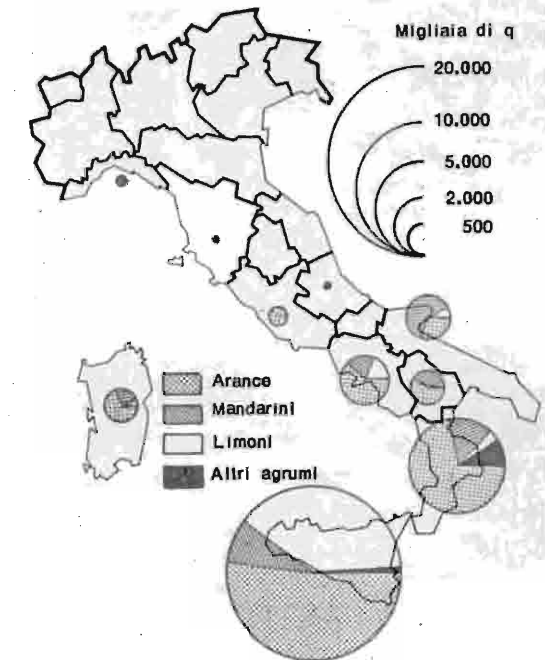 Migliaia di q
20.000
10.000
5.000
2.000
500
Arance
Mandarini
Limoni
Altri agrumi